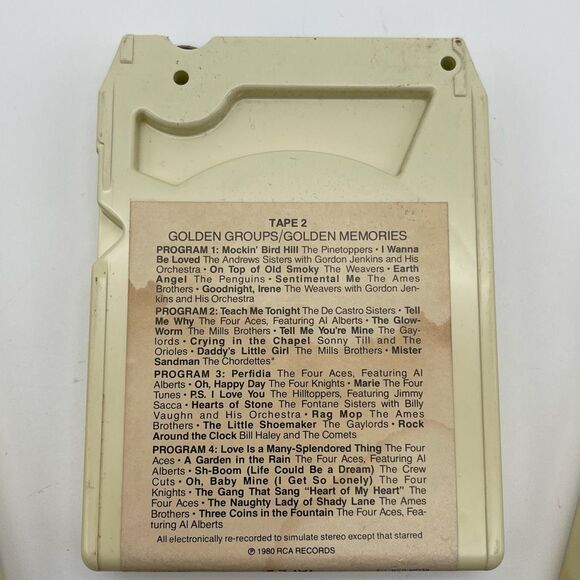 TAPE 2
GOLDEN GROUPS/GOLDEN MEMORIES
PROGRAM 1: Mockin' Bird Hill The Pinetoppers • I Wanna
Be Loved The Andrews Sisters with Gordon Jenkins and His
Orchestra • On Top of Old Smoky The Weavers • Earth
Angel The Penguins • Sentimental Me The Ames
Brothers • Goodnight, Irene The Weavers with Gordon Jen-
kins and His Orchestra
PROGRAM 2: Teach Me Tonight The De Castro Sisters • Tell
Me Why The Four Aces, Featuring Al Alberts • The Glow-
Worm The Mills Brothers • Tell Me You're Mine The Gay-
lords • Crying in the Chapel Sonny Till and The
Orioles • Daddy's Little Girl The Mills Brothers • Mister
Sandman The Chordettes*
PROGRAM 3: Perfidia The Four Aces, Featuring Al
Alberts • Oh, Happy Day The Four Knights • Marie The Four
Tunes • P.S. I Love You The Hilltoppers, Featuring Jimmy
Sacca • Hearts of Stone The Fontane Sisters with Billy
Vaughn and His Orchestra • Rag Mop The Ames
Brothers • The Little Shoemaker The Gaylords • Rock
Around the Clock Bill Haley and The Comets
PROGRAM 4: Love Is a Many-Splendored Thing The Four
Aces • A Garden in the Rain The Four Aces, Featuring Al
Alberts • Sh-Boom (Life Could Be a Dream) The Crew
Cuts • Oh, Baby Mine (I Get So Lonely) The Four
Knights • The Gang That Sang "Heart of My Heart" The
Four Aces • The Naughty Lady of Shady Lane The Ames
Brothers • Three Coins in the Fountain The Four Aces, Fea-
turing Al Alberts
All electronically re-recorded to simulate stereo except that starred
℗ 1980 RCA RECORDS